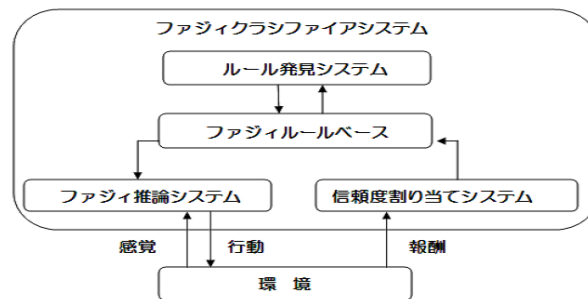 ファジィクラシファイアシステム
ルール発見システム
ファジィルールベース
ファジィ推論システム
信頼度割り当てシステム
感覚
行動
報酬
環 境